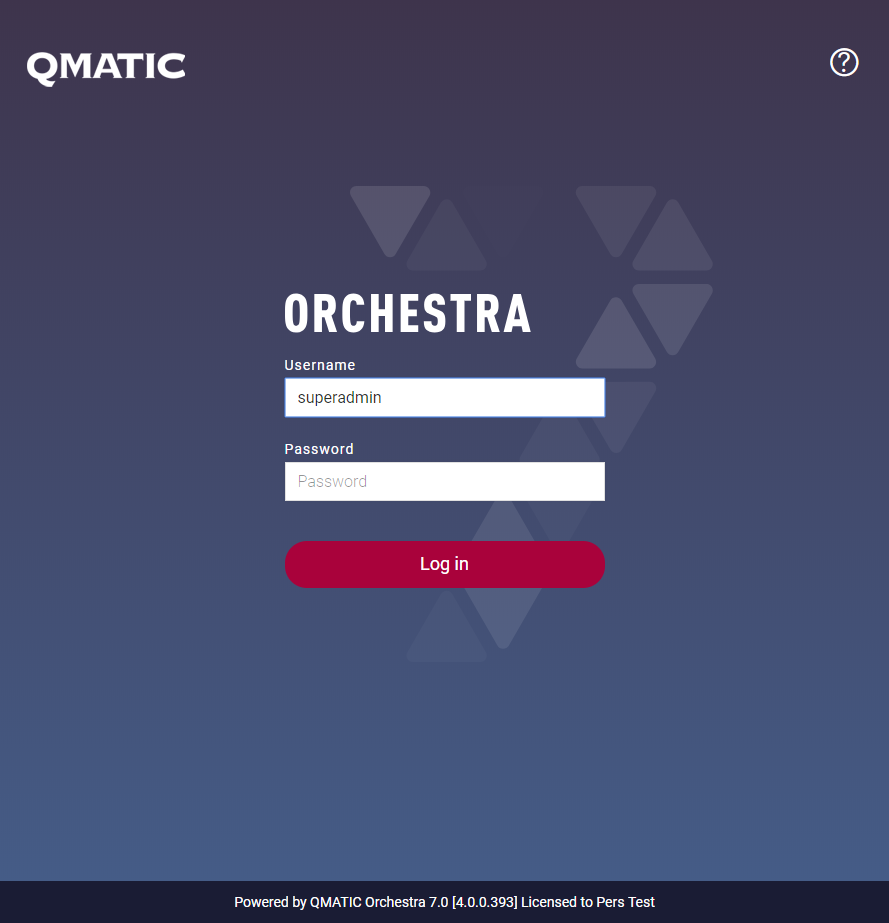 QMATIC
?
ORCHESTRA
Username
superadmin
Password
Password
Log in
Powered by QMATIC Orchestra 7.0 [4.0.0.393] Licensed to Pers Test